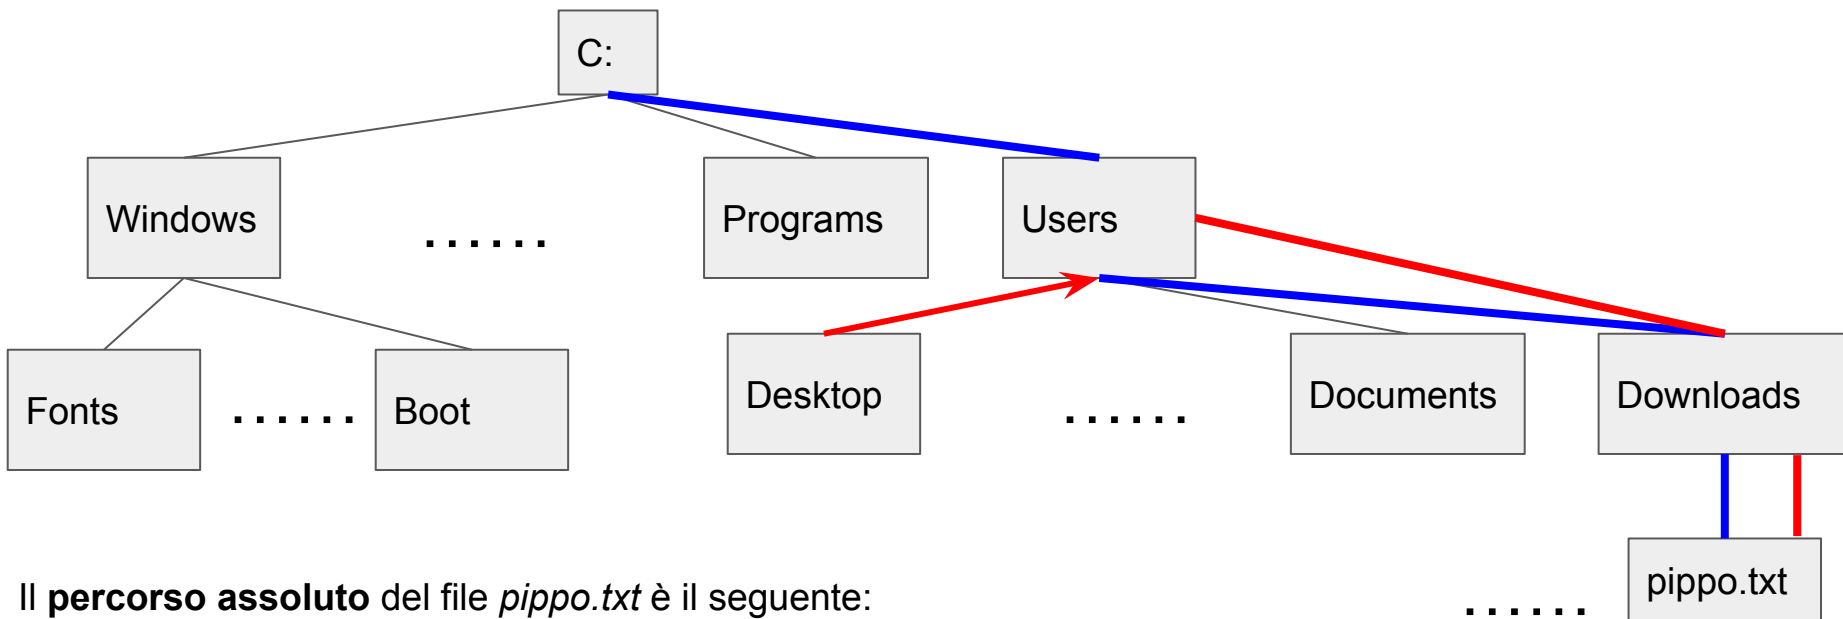 C:
Windows
......
Programs
Users
Fonts
......
Boot
Desktop
......
Documents
Downloads
Il percorso assoluto del file pippo.txt è il seguente:
......
pippo.txt